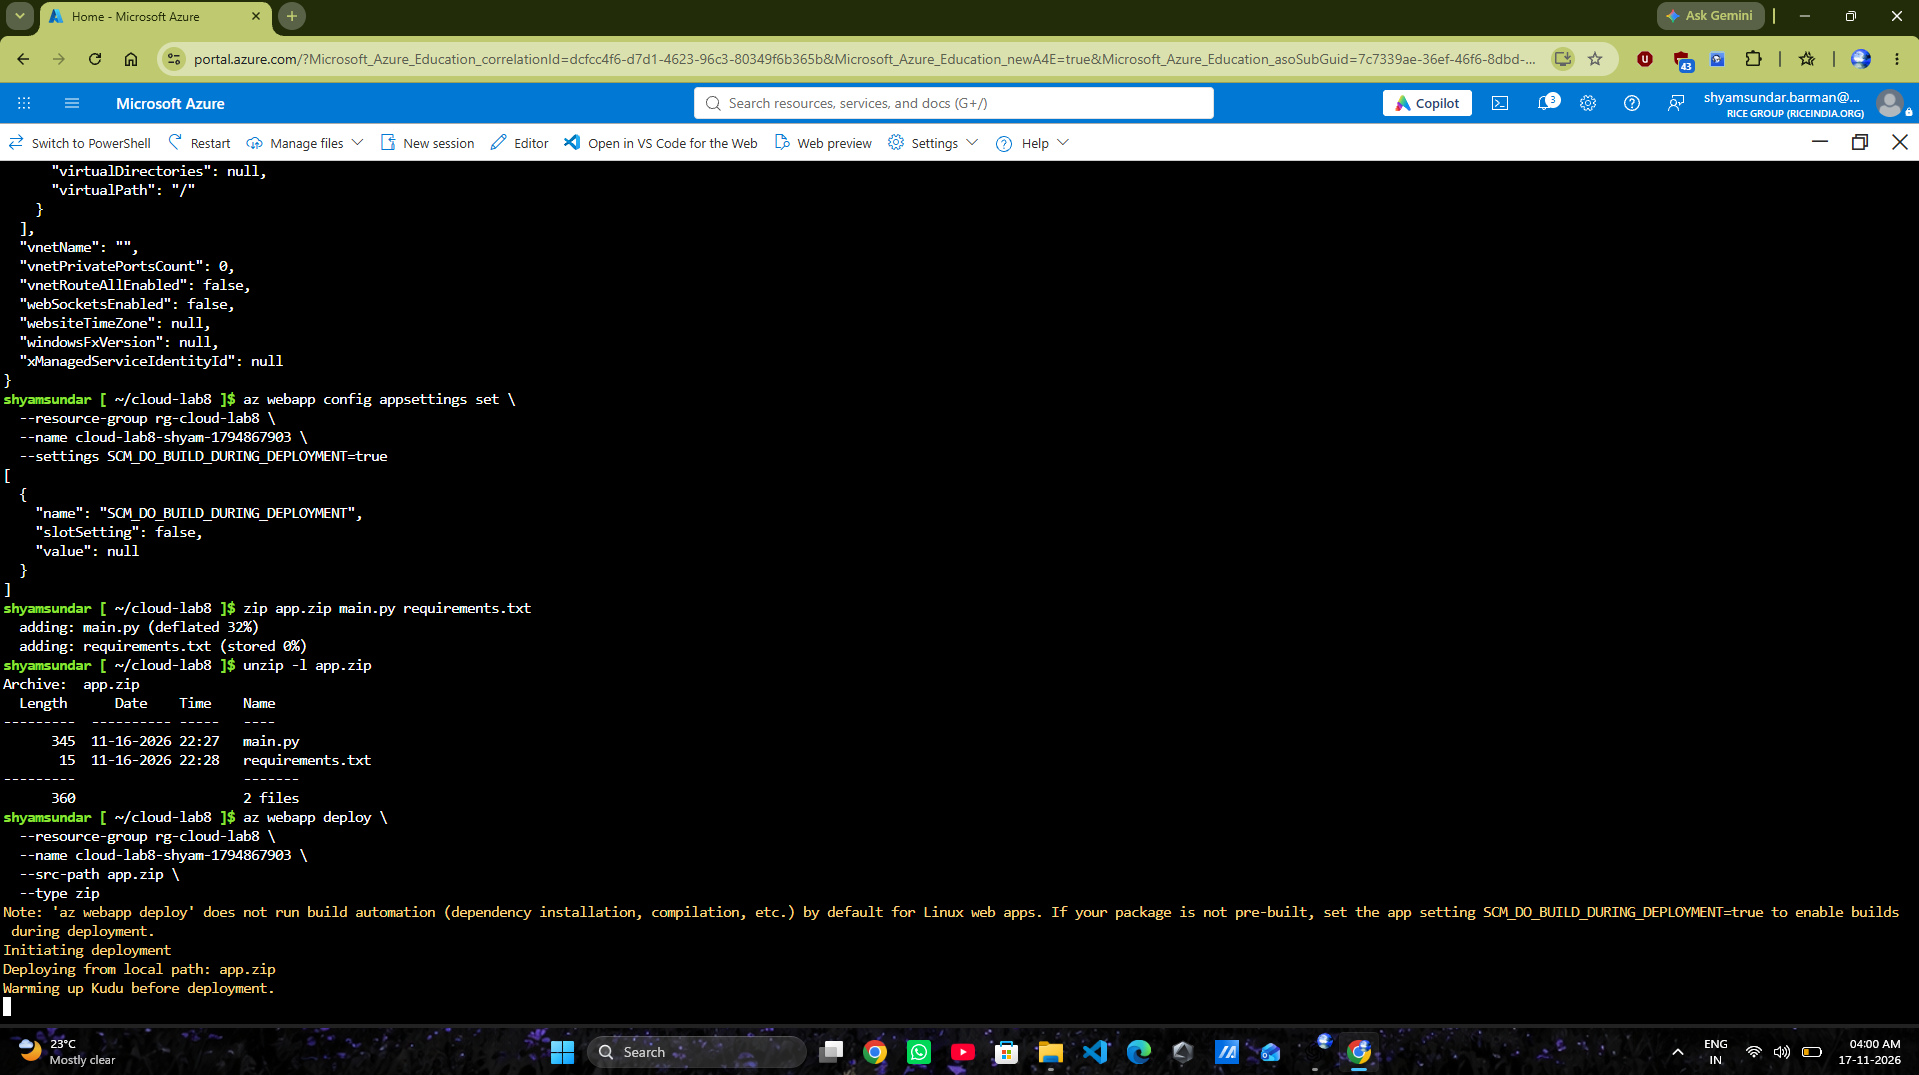 Home - Microsoft Azure
Ask Gemini
portal.azure.com/?Microsoft_Azure_Education_correlationId=dcfcc4f6-d7d1-4623-96c3-80349f6b365b&Microsoft_Azure_Education_newA4E=true&Microsoft_Azure_Education_asoSubGuid=7c7339ae-36ef-46f6-8dbd-...
43
Microsoft Azure
Search resources, services, and docs (G+/)
Copilot
3
shyamsundar.barman@...
RICE GROUP (RICEINDIA.ORG)
Switch to PowerShell
Restart
Manage files
New session
Editor
Open in VS Code for the Web
Web preview
Settings
Help
"virtualDirectories": null,
"virtualPath": "/"
}
],
"vnetName": "",
"vnetPrivatePortsCount": 0,
"vnetRouteAllEnabled": false,
"webSocketsEnabled": false,
"websiteTimeZone": null,
"windowsFxVersion": null,
"xManagedServiceIdentityId": null
}
shyamsundar [ ~/cloud-lab8 ]$ az webapp config appsettings set \
--resource-group rg-cloud-lab8 \
--name cloud-lab8-shyam-1794867903 \
--settings SCM_DO_BUILD_DURING_DEPLOYMENT=true
[
{
"name": "SCM_DO_BUILD_DURING_DEPLOYMENT",
"slotSetting": false,
"value": null
}
]
shyamsundar [ ~/cloud-lab8 ]$ zip app.zip main.py requirements.txt
adding: main.py (deflated 32%)
adding: requirements.txt (stored 0%)
shyamsundar [ ~/cloud-lab8 ]$ unzip -l app.zip
Archive:  app.zip
Length      Date    Time    Name
---------  ---------- -----   ----
345  11-16-2026 22:27   main.py
15  11-16-2026 22:28   requirements.txt
---------                     -------
360                     2 files
shyamsundar [ ~/cloud-lab8 ]$ az webapp deploy \
--resource-group rg-cloud-lab8 \
--name cloud-lab8-shyam-1794867903 \
--src-path app.zip \
--type zip
Note: 'az webapp deploy' does not run build automation (dependency installation, compilation, etc.) by default for Linux web apps. If your package is not pre-built, set the app setting SCM_DO_BUILD_DURING_DEPLOYMENT=true to enable builds
during deployment.
Initiating deployment
Deploying from local path: app.zip
Warming up Kudu before deployment.
23°C
Mostly clear
Search
ENG
IN
04:00 AM
17-11-2026